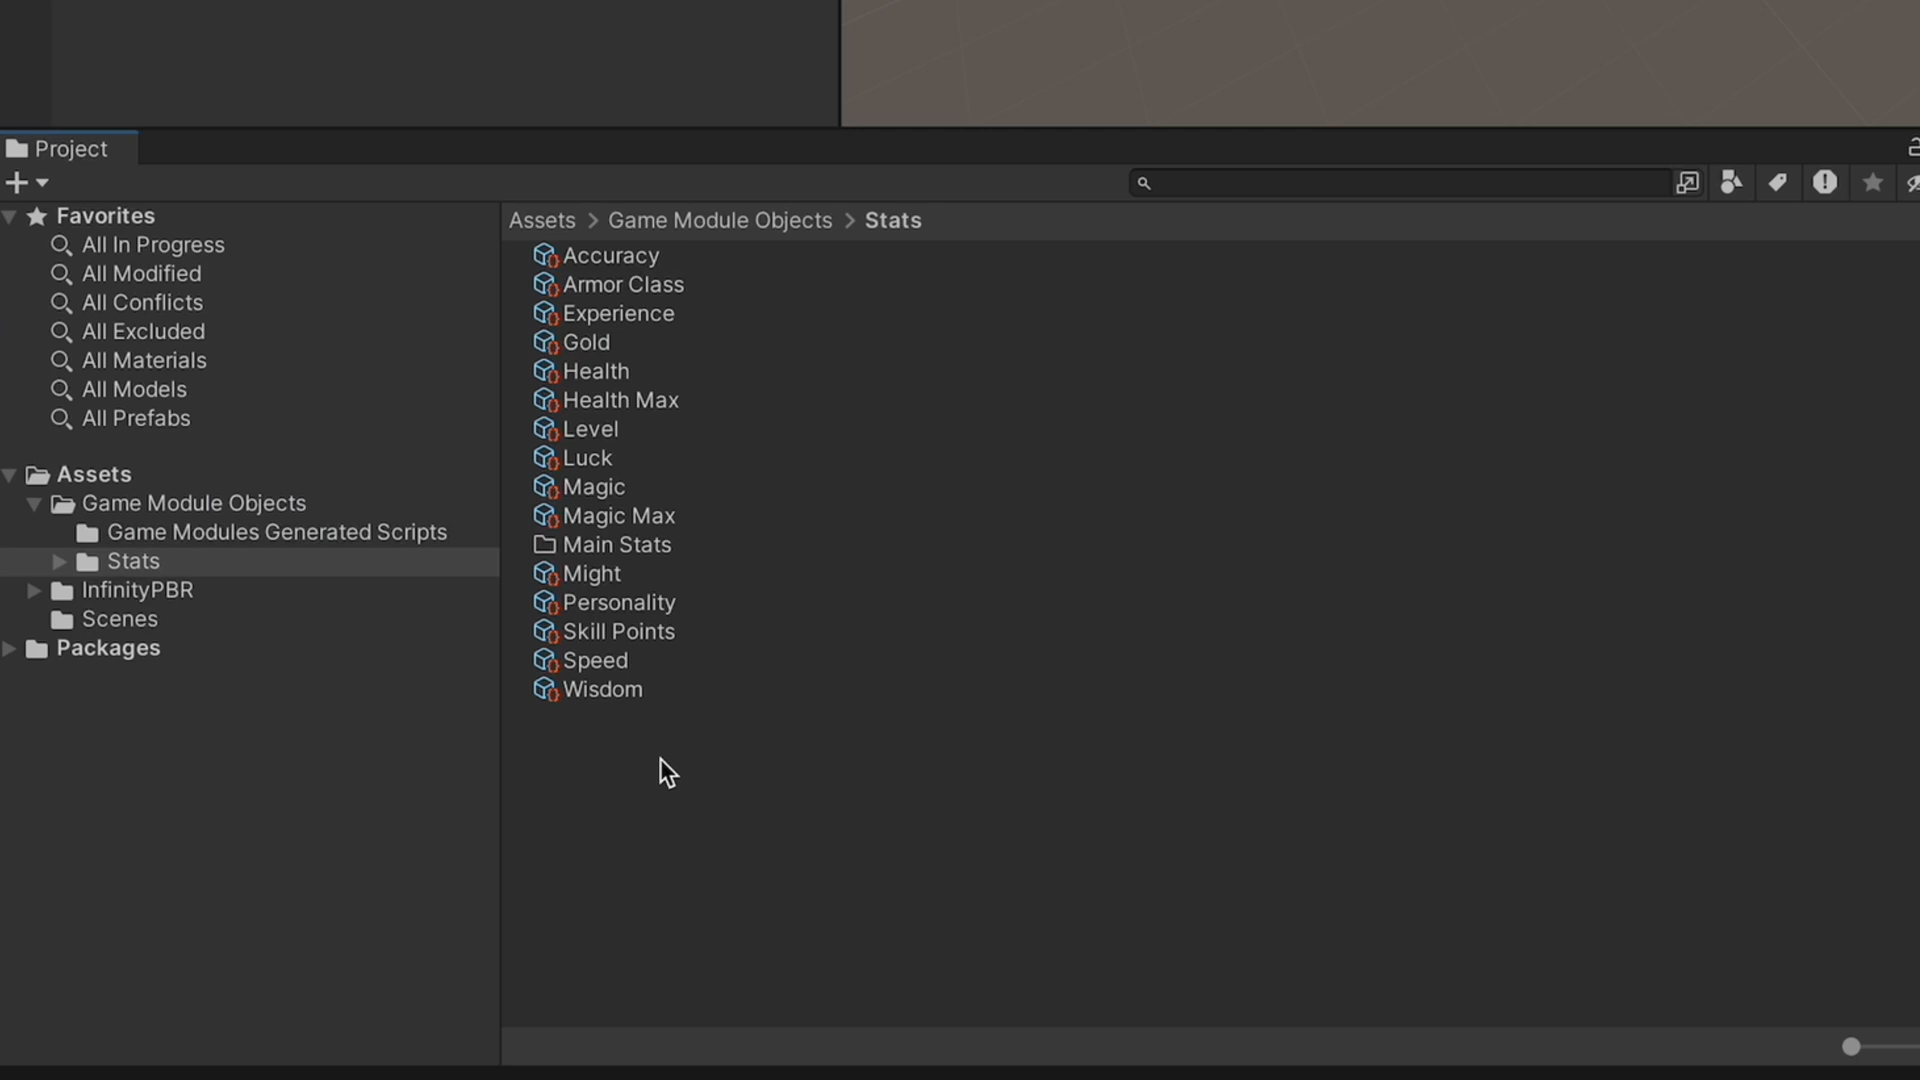 Project
Favorites
All In Progress
All Modified
All Conflicts
All Excluded
All Materials
All Models
All Prefabs
Assets
Game Module Objects
Game Modules Generated Scripts
Stats
InfinityPBR
Scenes
Packages
Assets > Game Module Objects > Stats
Accuracy
Armor Class
Experience
Gold
Health
Health Max
Level
Luck
Magic
Magic Max
Main Stats
Might
Personality
Skill Points
Speed
Wisdom